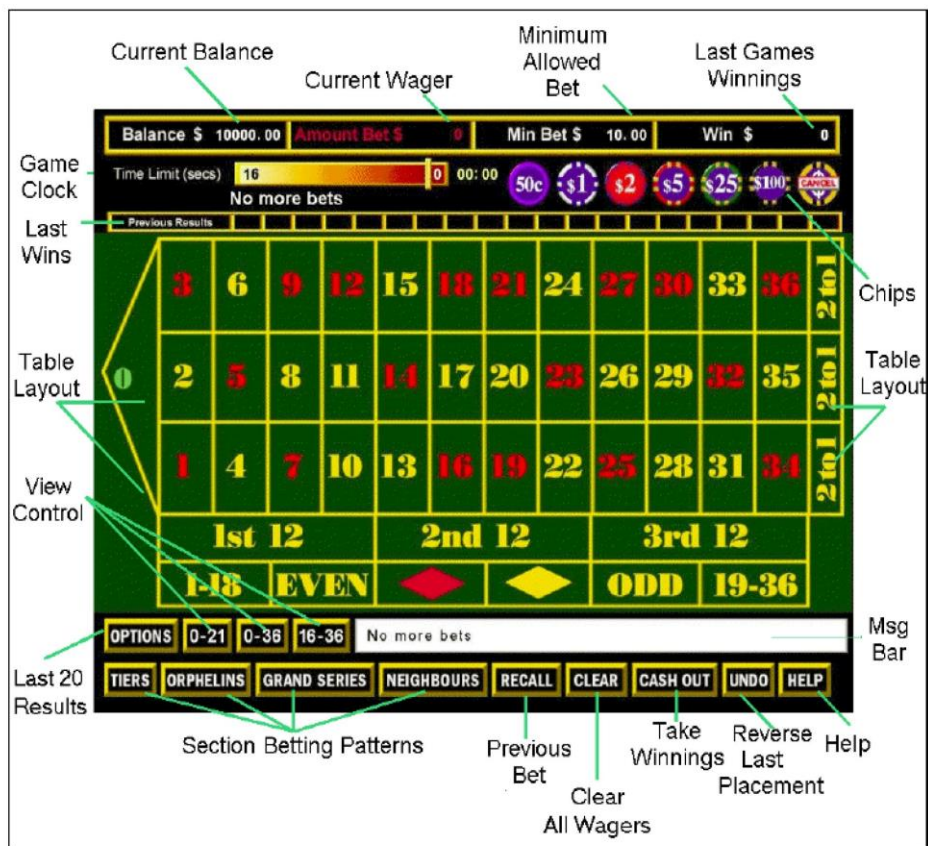 Minimum
Allowed
Bet
Current Balance
Last Games
Winnings
Current Wager
Balance $ 10000.00 Amount Bet $ 0 Min Bet $ 10.00 Win $ 0
Game
Clock
Time Limit (secs) 16 0 00:00 50c $1 $2 $5 $25 $100 CANCEL
No more bets
Last
Wins
Previous Results
3 6 9 12 15 18 21 24 27 30 33 36 2 to 1
Chips
Table
Layout
0 2 5 8 11 14 17 20 23 26 29 32 35 2 to 1
Table
Layout
1 4 7 10 13 16 19 22 25 28 31 34 2 to 1
View
Control
1st 12 2nd 12 3rd 12
1-18 EVEN ODD 19-36
OPTIONS 0-21 0-36 16-36 No more bets
Msg
Bar
Last 20
Results
TIERS ORPHELINS GRAND SERIES NEIGHBOURS RECALL CLEAR CASH OUT UNDO HELP
Section Betting Patterns
Previous
Bet
Clear
All Wagers
Take
Winnings
Reverse
Last
Placement
Help